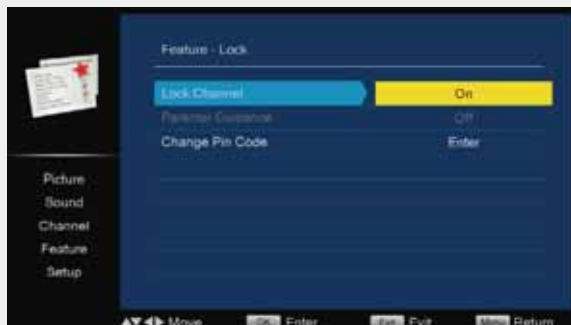 Feature - Lock
Lock Channel On
Parental Guidance Off
Change Pin Code Enter
Picture
Sound
Channel
Feature
Setup
Move OK Enter Exit Exit Menu Return